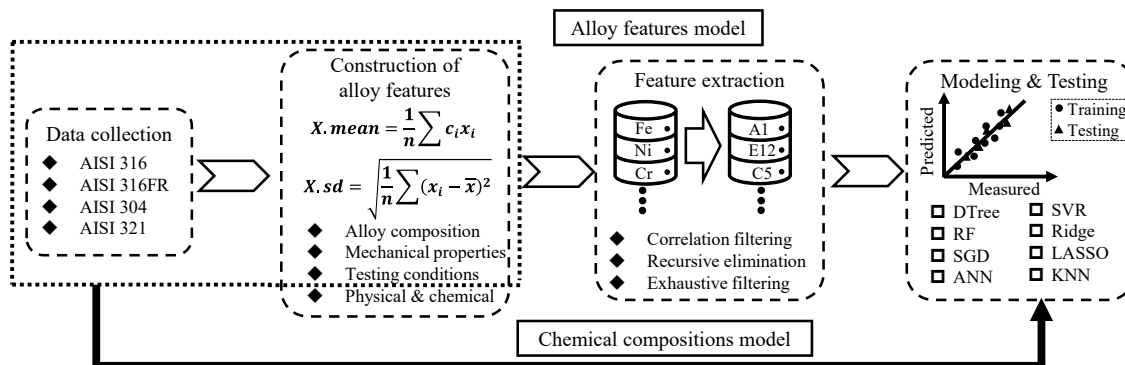 Alloy features model
Data collection
AISI 316
AISI 316FR
AISI 304
AISI 321
Construction of
alloy features
X.mean = 1/n ∑ c_i x_i
X.sd = √(1/n ∑(x_i − x̄)²)
Alloy composition
Mechanical properties
Testing conditions
Physical & chemical
Feature extraction
Fe
Ni
Cr
A1
E12
C5
Correlation filtering
Recursive elimination
Exhaustive filtering
Modeling & Testing
Predicted
Measured
Training
Testing
DTree
RF
SGD
ANN
SVR
Ridge
LASSO
KNN
Chemical compositions model